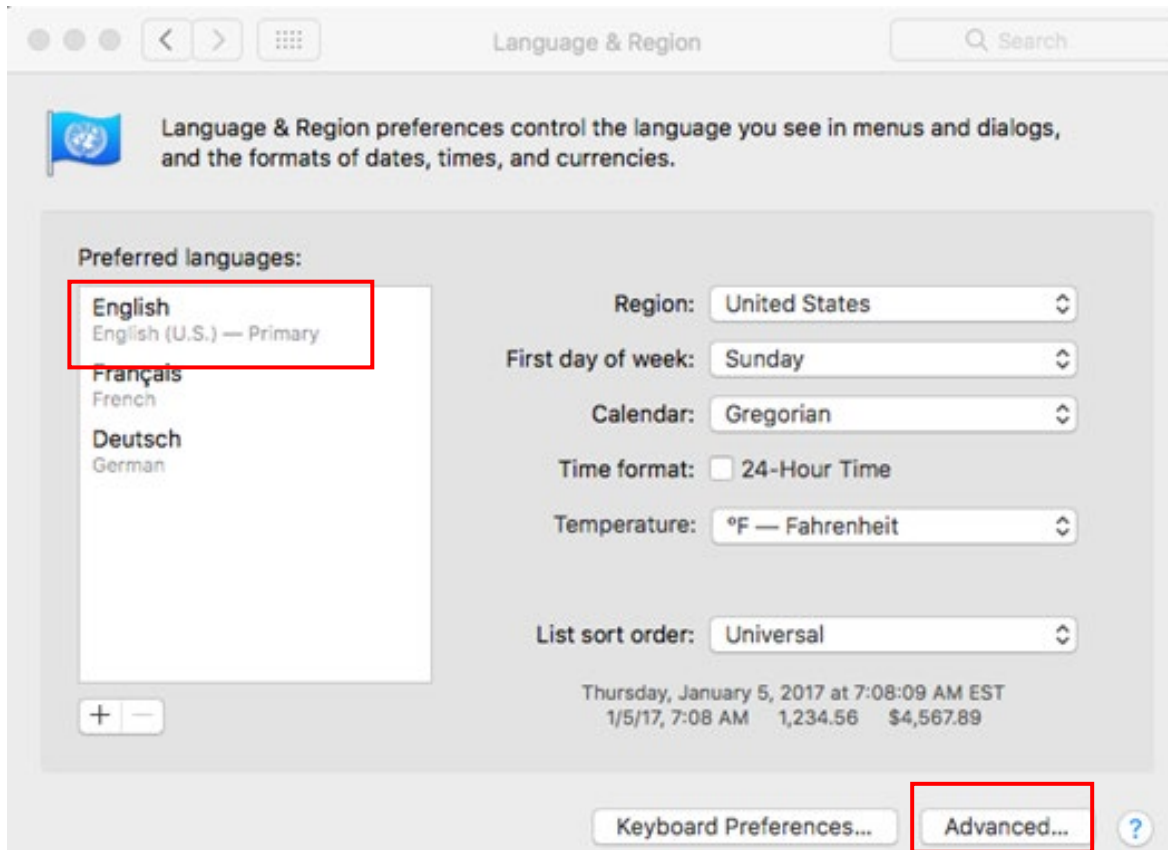 Language & Region
Search
Language & Region preferences control the language you see in menus and dialogs,
and the formats of dates, times, and currencies.
Preferred languages:
English
English (U.S.) — Primary
Français
French
Deutsch
German
Region: United States
First day of week: Sunday
Calendar: Gregorian
Time format: 24-Hour Time
Temperature: °F — Fahrenheit
List sort order: Universal
Thursday, January 5, 2017 at 7:08:09 AM EST
1/5/17, 7:08 AM 1,234.56 $4,567.89
Keyboard Preferences... Advanced... ?